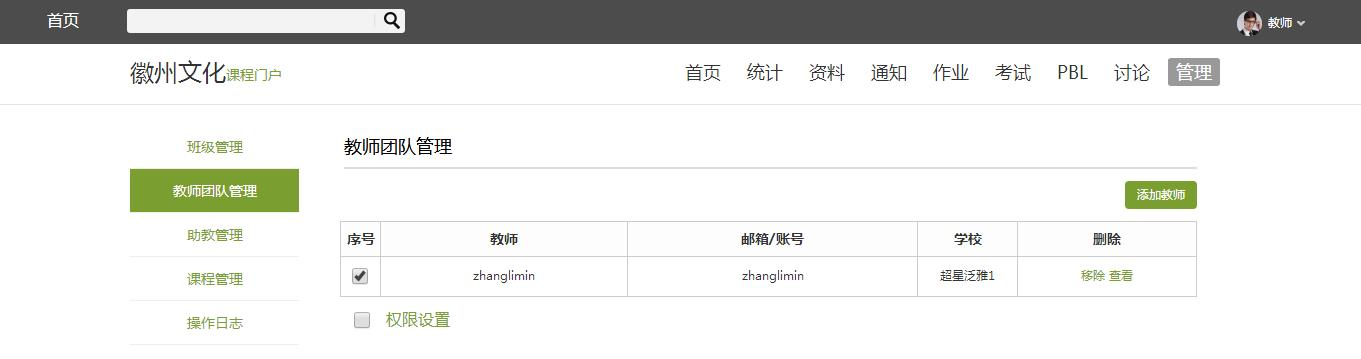 首页
教师
徽州文化课程门户
首页 统计 资料 通知 作业 考试 PBL 讨论 管理
班级管理
教师团队管理
助教管理
课程管理
操作日志
教师团队管理
添加教师
序号 教师 邮箱/账号 学校 删除
zhanglimin zhanglimin 超星泛雅1 移除 查看
权限设置